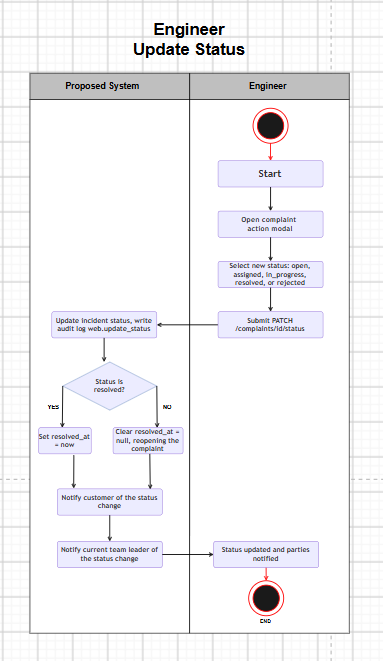 Engineer
Update Status
Proposed System
Engineer
Start
Open complaint
action modal
Select new status: open,
assigned, in_progress,
resolved, or rejected
Submit PATCH
/complaints/id/status
Update incident status, write
audit log web.update_status
Status is
resolved?
YES
NO
Set resolved_at
= now
Clear resolved_at =
null, reopening the
complaint
Notify customer of the status
change
Notify current team leader of
the status change
Status updated and parties
notified
END